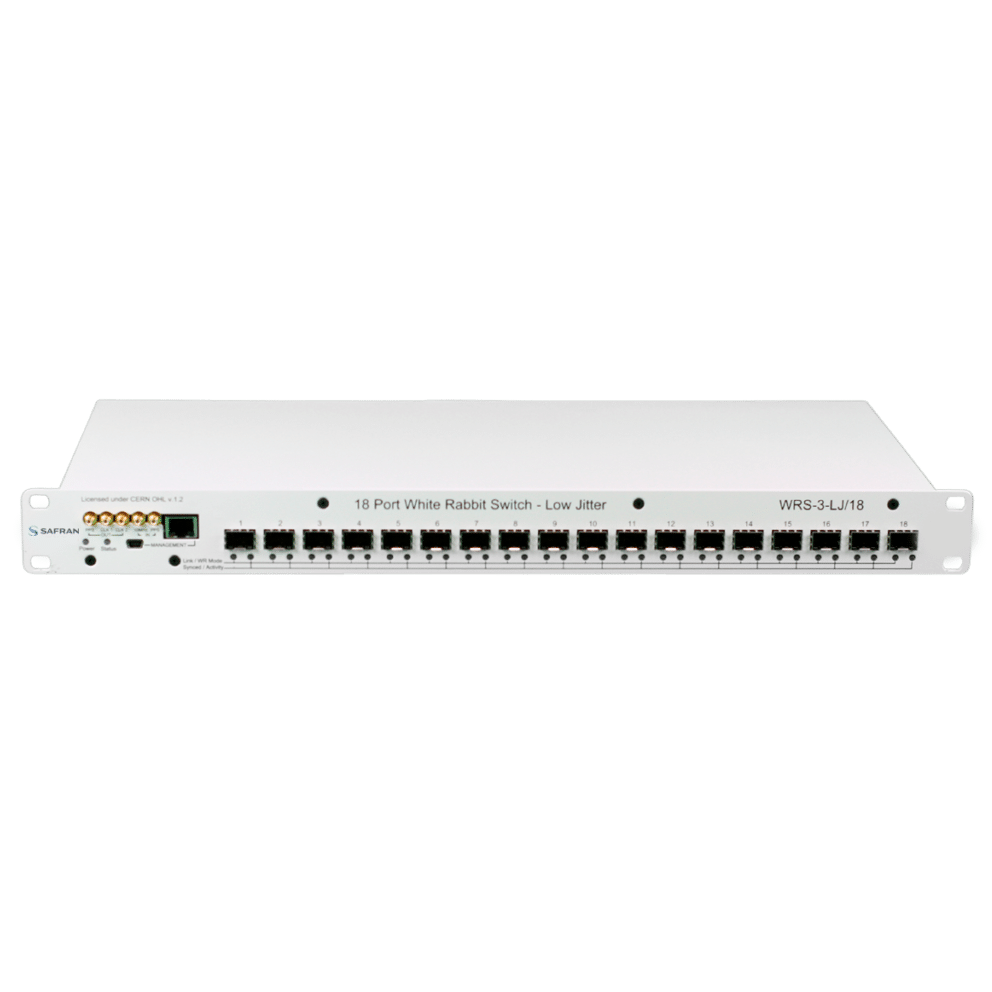 Licensed under CERN OHL v 1.2
18 Port White Rabbit Switch - Low Jitter
WRS-3-LJ/18
SAFRAN
Power
Status
MANAGEMENT
1 2 3 4 5 6 7 8 9 10 11 12 13 14 15 16 17 18
Link / WR Mode
Synced / Activity